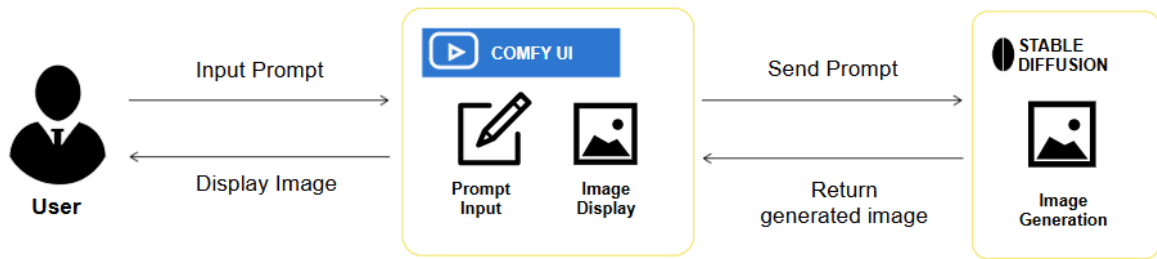 Input Prompt
Display Image
User
COMFY UI
Prompt
Input
Image
Display
Send Prompt
Return
generated image
STABLE
DIFFUSION
Image
Generation